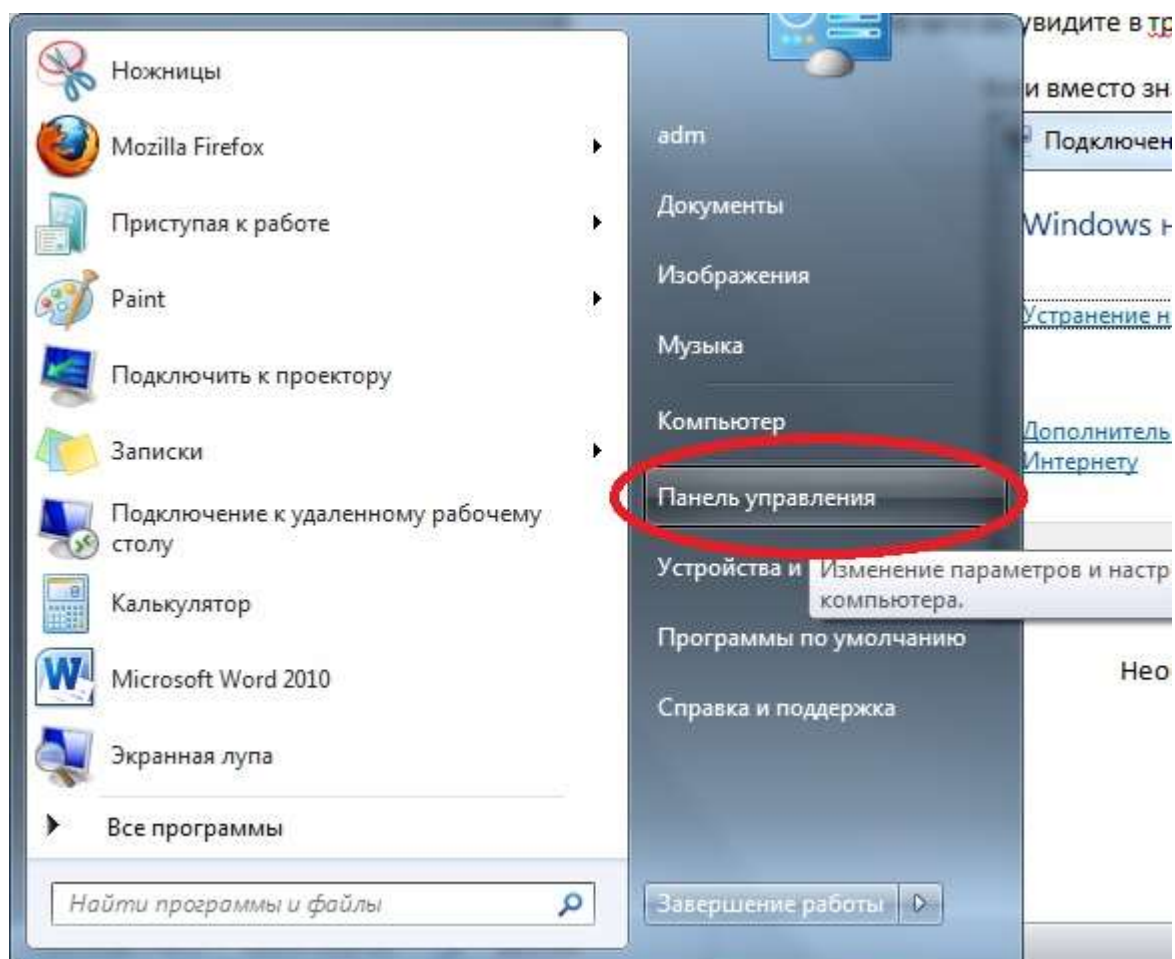 Ножницы
Mozilla Firefox
Приступая к работе
Paint
Подключить к проектору
Записки
Подключение к удаленному рабочему
столу
Калькулятор
Microsoft Word 2010
Экранная лупа
Все программы
Найти программы и файлы
adm
Документы
Изображения
Музыка
Компьютер
Панель управления
Устройства и
Изменение параметров и настр
компьютера.
Программы по умолчанию
Справка и поддержка
Завершение работы
увидите в тр
и вместо зн
Подключен
Windows н
Устранение н
Дополнитель
Интернету
Нео